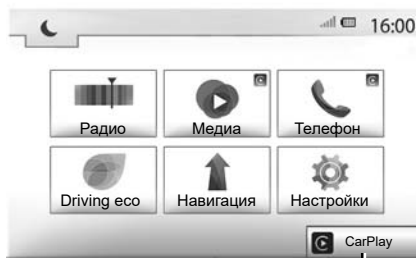 16:00
Радио
Медиа
Телефон
Driving eco
Навигация
Настройки
CarPlay